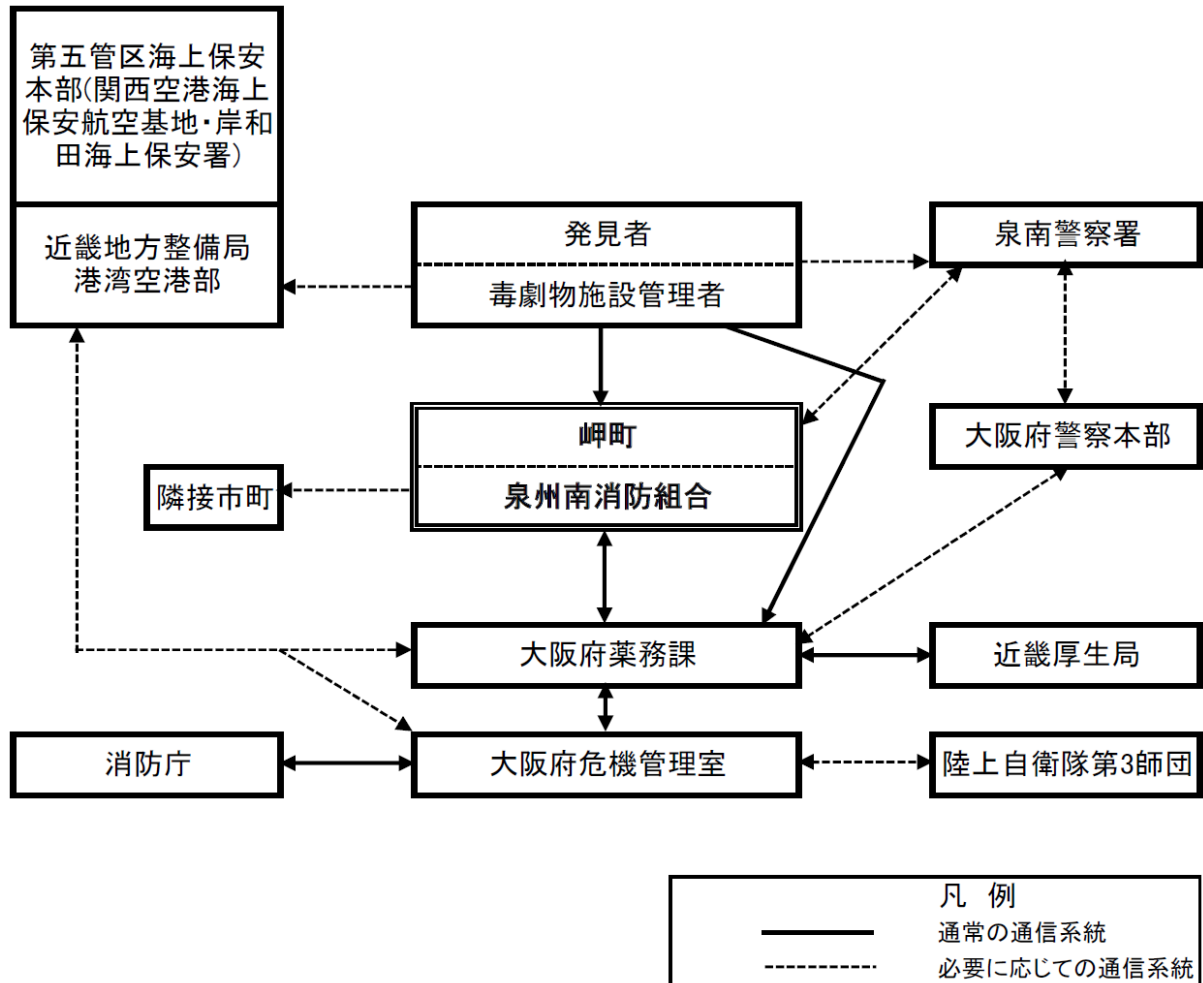 第五管区海上保安
本部(関西空港海上
保安航空基地・岸和
田海上保安署)
近畿地方整備局
港湾空港部
発見者
毒劇物施設管理者
泉南警察署
岬町
泉州南消防組合
大阪府警察本部
隣接市町
大阪府薬務課
近畿厚生局
消防庁
大阪府危機管理室
陸上自衛隊第3師団
凡 例
通常の通信系統
必要に応じての通信系統